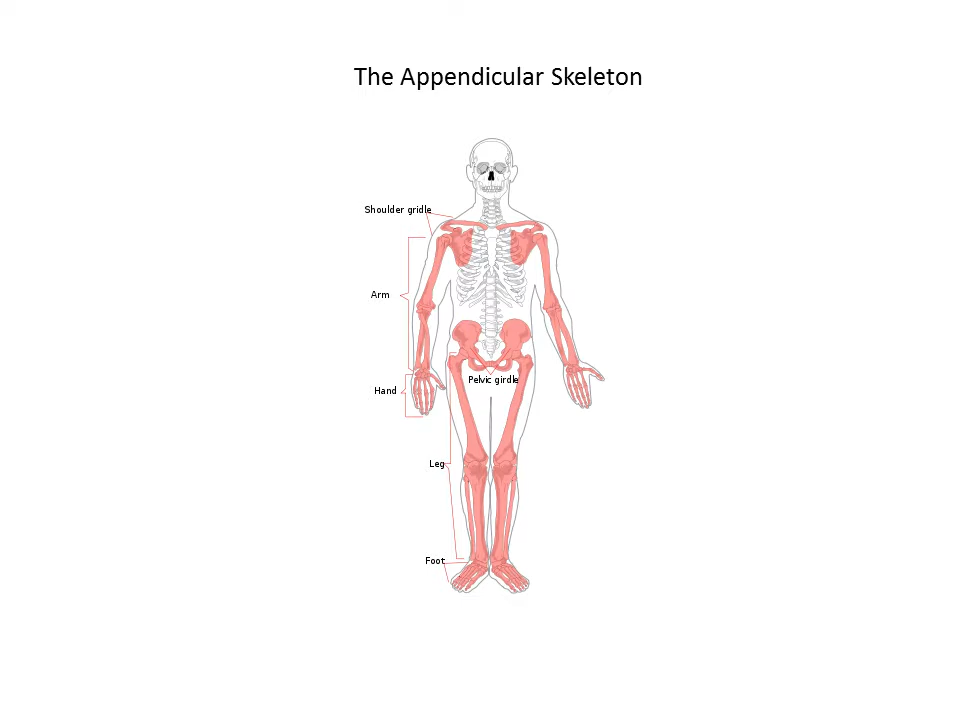 The Appendicular Skeleton
Shoulder gridle
Arm
Pelvic girdle
Hand
Leg
Foot